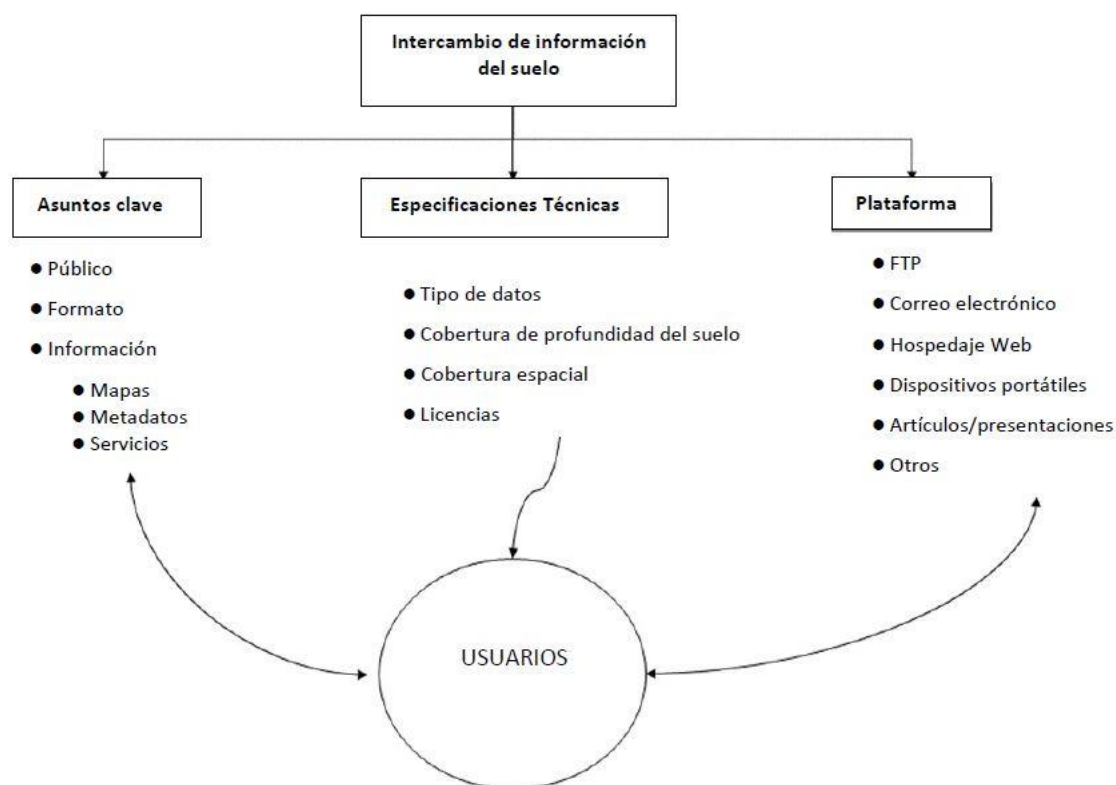 Intercambio de información
del suelo
Asuntos clave
● Público
● Formato
● Información
● Mapas
● Metadatos
● Servicios
Especificaciones Técnicas
● Tipo de datos
● Cobertura de profundidad del suelo
● Cobertura espacial
● Licencias
Plataforma
● FTP
● Correo electrónico
● Hospedaje Web
● Dispositivos portátiles
● Artículos/presentaciones
● Otros
USUARIOS